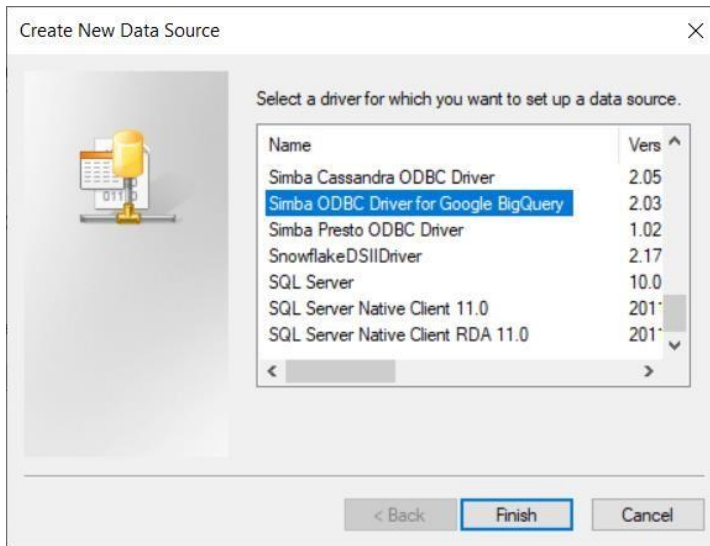 Create New Data Source
Select a driver for which you want to set up a data source.
Name Vers
Simba Cassandra ODBC Driver 2.05
Simba ODBC Driver for Google BigQuery 2.03
Simba Presto ODBC Driver 1.02
SnowflakeDSIIDriver 2.17
SQL Server 10.0
SQL Server Native Client 11.0 201
SQL Server Native Client RDA 11.0 201
< Back Finish Cancel